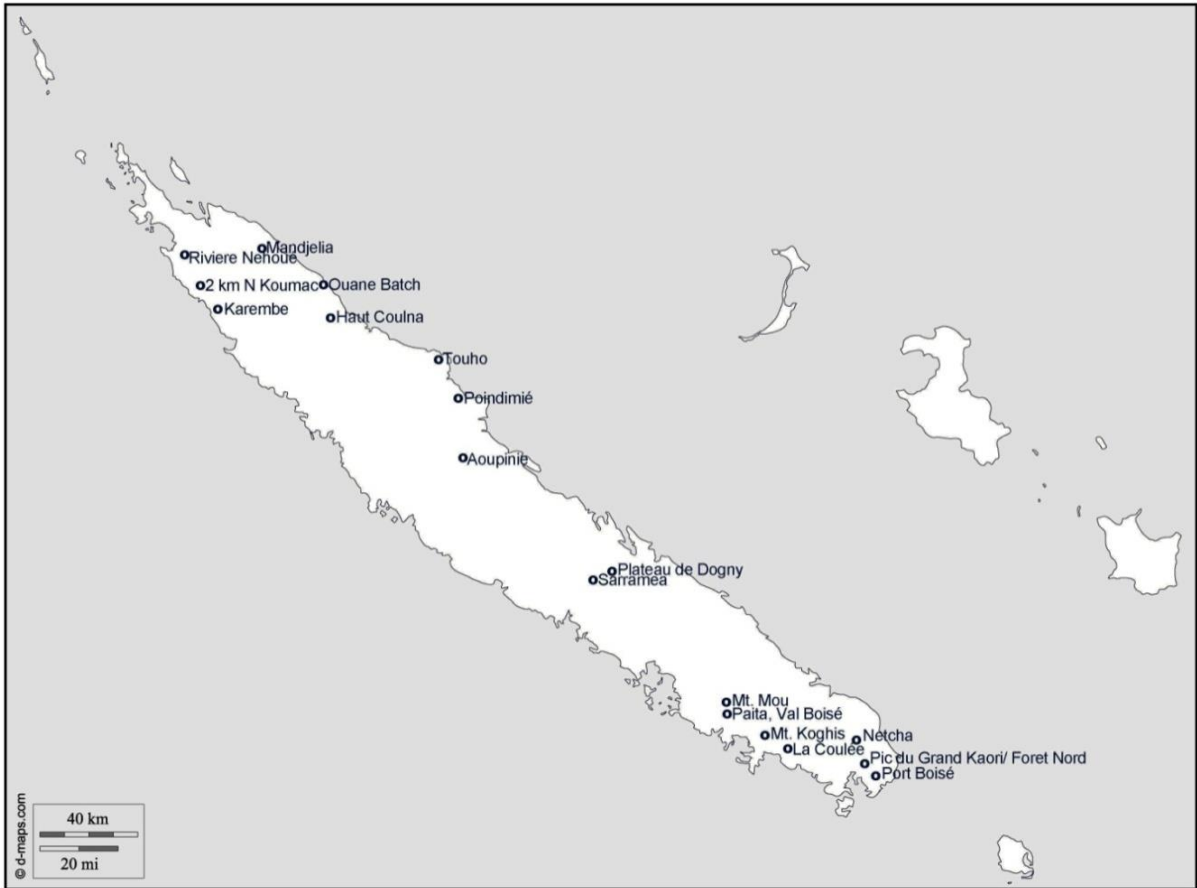 Mandjelia
Riviere Nehoué
2 km N Koumac
Ouane Batch
Karembe
Haut Coulna
Touho
Poindimié
Aoupinie
Plateau de Dogny
Sarramea
Mt. Mou
Paita, Val Boisé
Mt. Koghis
Netcha
La Coulée
Pic du Grand Kaori/ Foret Nord
Port Boisé
40 km
20 mi
© d-maps.com